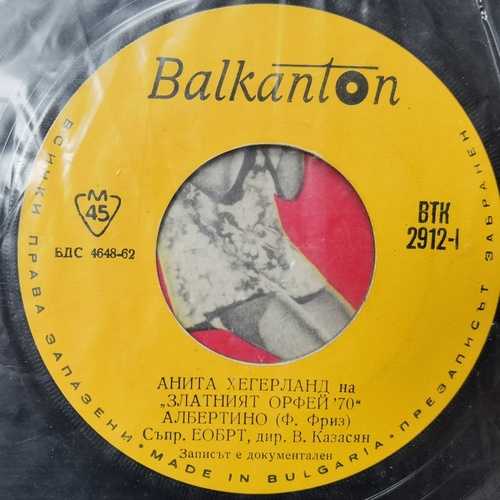 Balkanton
ВСИЧКИ ПРАВА ЗАПАЗЕНИ · MADE IN BULGARIA · ПРЕЗАПИСЪТ ЗАБРАНЕН
М
45
БДС 4648-62
ВТК
2912-I
АНИТА ХЕГЕРЛАНД на
„ЗЛАТНИЯТ ОРФЕЙ '70“
АЛБЕРТИНО (Ф. Фриз)
Съпр. ЕОБРТ, дир. В. Казасян
Записът е документален